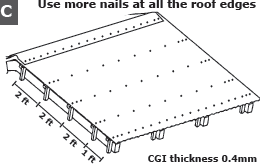 C
Use more nails at all the roof edges
2 ft
2 ft
2 ft
1 ft
CGI thickness 0.4mm